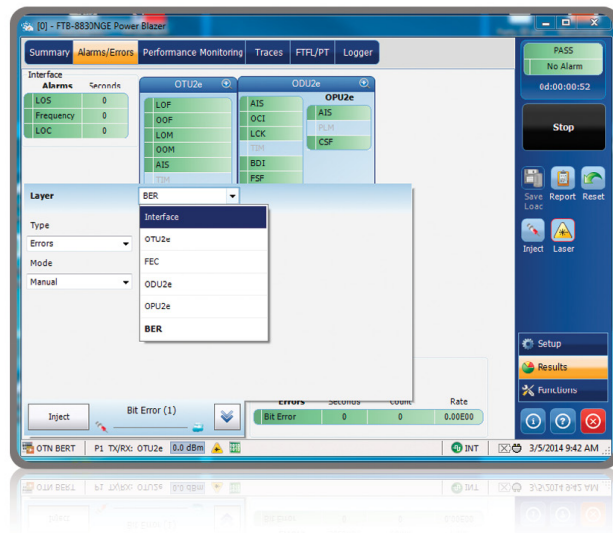 [0] - FTB-8830NGE Power Blazer
Summary Alarms/Errors Performance Monitoring Traces FTFL/PT Logger
PASS
No Alarm
0d:00:00:52
Stop
Interface
Alarms Seconds
LOS 0
Frequency 0
LOC 0
OTU2e
LOF
OOF
LOM
OOM
AIS
TIM
ODU2e
AIS
OCI
LCK
TIM
BDI
FSF
OPU2e
AIS
PLM
CSF
Save Report Reset
Load
Inject Laser
Layer BER
Interface
OTU2e
FEC
ODU2e
OPU2e
BER
Type
Errors
Mode
Manual
Setup
Results
Functions
Inject Bit Error (1)
Errors Seconds Count Rate
Bit Error 0 0 0.00E00
OTN BERT P1 TX/RX: OTU2e 0.0 dBm INT 3/5/2014 9:42 AM